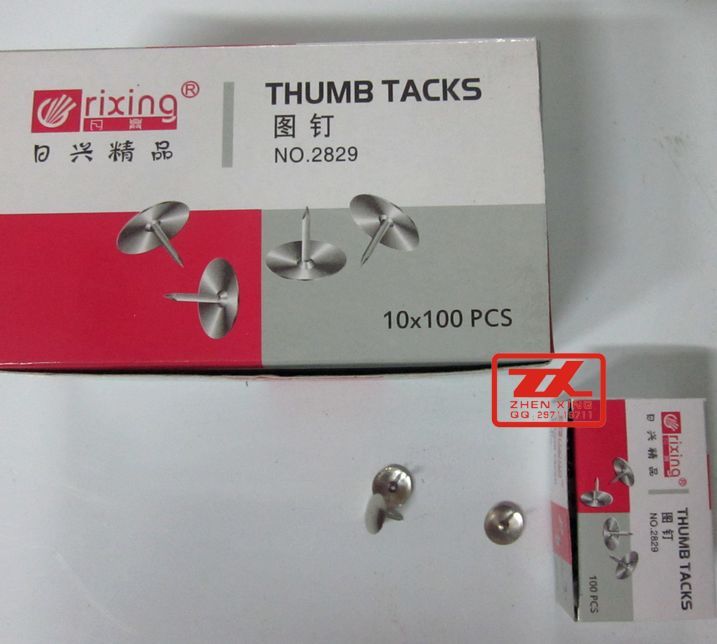 rixing®
日兴精品
THUMB TACKS
图钉
NO.2829
10x100 PCS
ZHEN XING
rixing®
日兴精品
THUMB TACKS
图钉
NO.2829
100 PCS